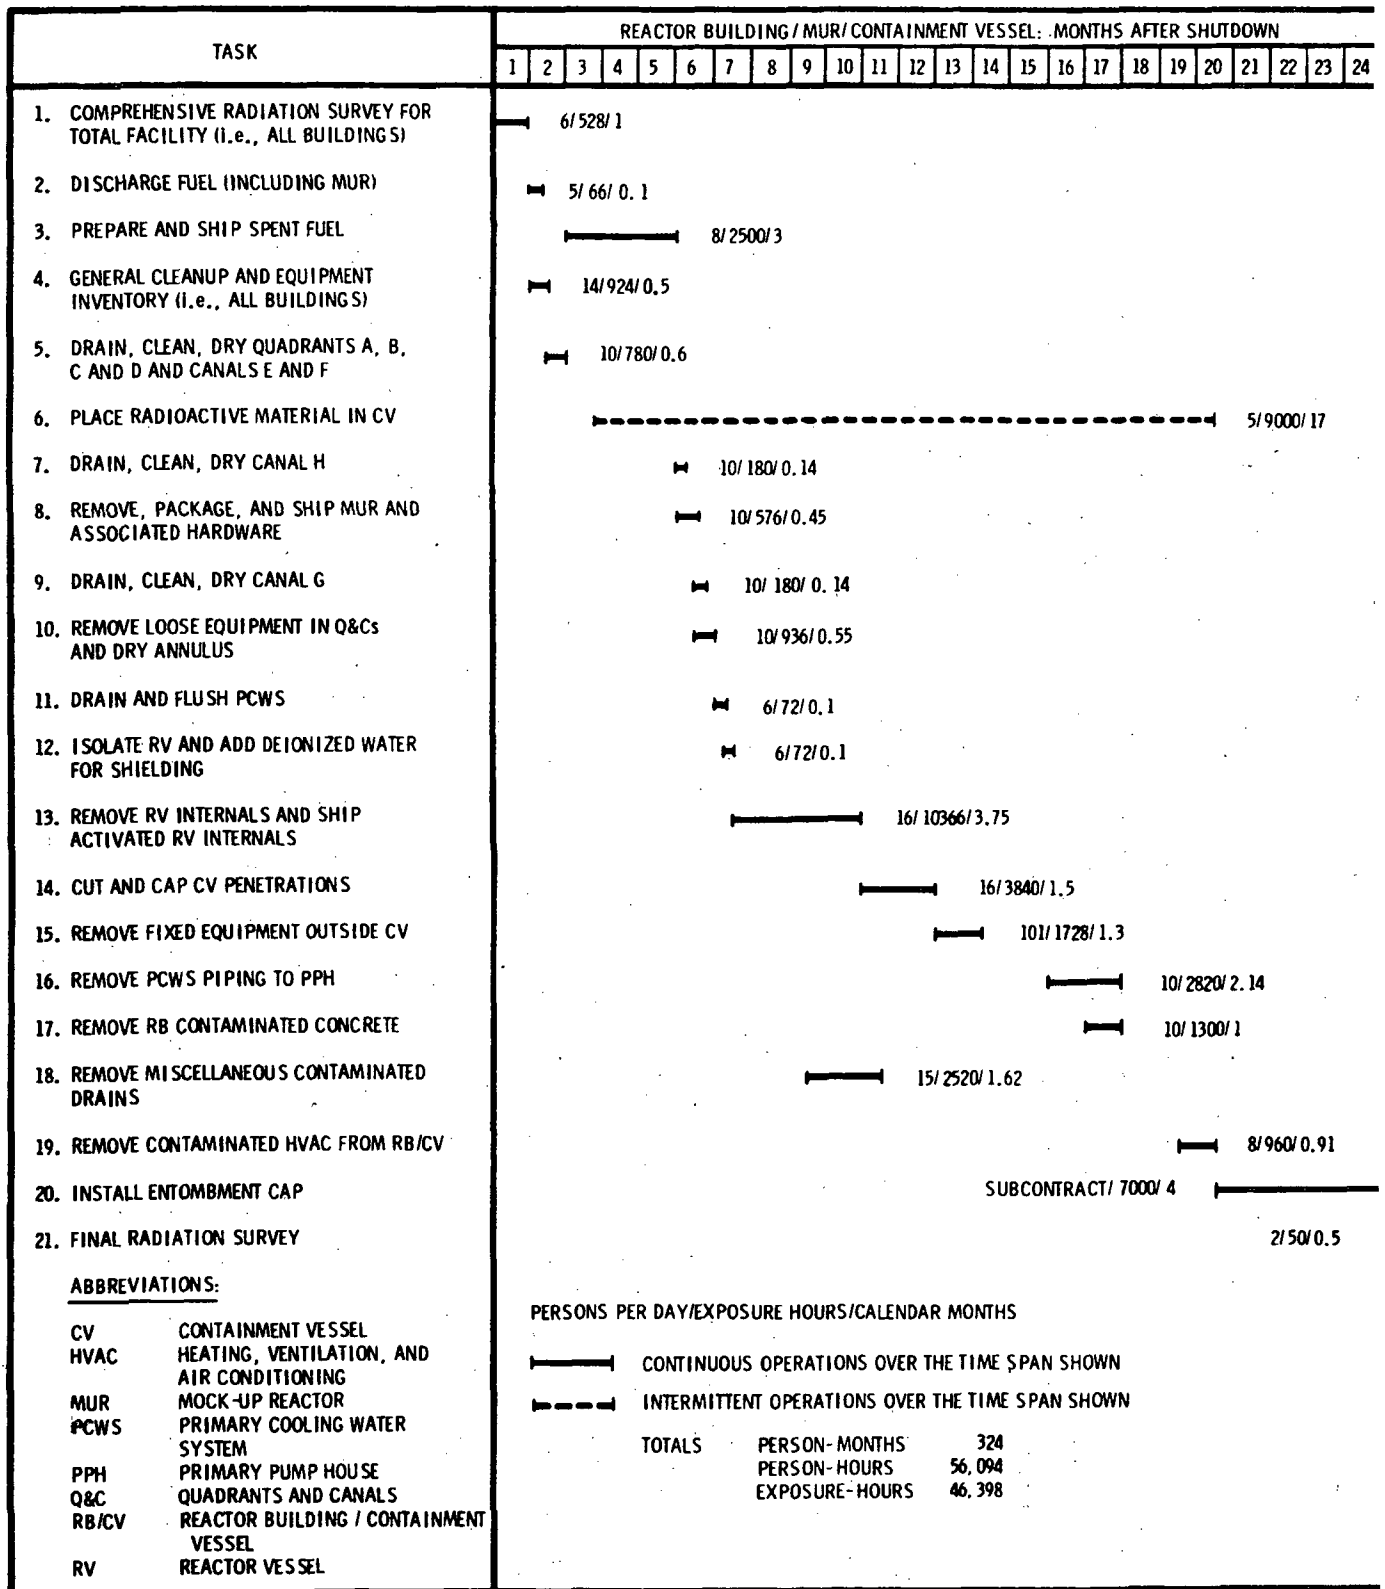 TASK
REACTOR BUILDING/MUR/CONTAINMENT VESSEL: MONTHS AFTER SHUTDOWN
1 2 3 4 5 6 7 8 9 10 11 12 13 14 15 16 17 18 19 20 21 22 23 24
1. COMPREHENSIVE RADIATION SURVEY FOR
TOTAL FACILITY (i.e., ALL BUILDINGS)
6/528/1
2. DISCHARGE FUEL (INCLUDING MUR)
5/66/0.1
3. PREPARE AND SHIP SPENT FUEL
8/2500/3
4. GENERAL CLEANUP AND EQUIPMENT
INVENTORY (i.e., ALL BUILDINGS)
14/924/0.5
5. DRAIN, CLEAN, DRY QUADRANTS A, B,
C AND D AND CANALS E AND F
10/780/0.6
6. PLACE RADIOACTIVE MATERIAL IN CV
5/9000/17
7. DRAIN, CLEAN, DRY CANAL H
10/180/0.14
8. REMOVE, PACKAGE, AND SHIP MUR AND
ASSOCIATED HARDWARE
10/576/0.45
9. DRAIN, CLEAN, DRY CANAL G
10/180/0.14
10. REMOVE LOOSE EQUIPMENT IN Q&Cs
AND DRY ANNULUS
10/936/0.55
11. DRAIN AND FLUSH PCWS
6/72/0.1
12. ISOLATE RV AND ADD DEIONIZED WATER
FOR SHIELDING
6/72/0.1
13. REMOVE RV INTERNALS AND SHIP
ACTIVATED RV INTERNALS
16/10366/3.75
14. CUT AND CAP CV PENETRATIONS
16/3840/1.5
15. REMOVE FIXED EQUIPMENT OUTSIDE CV
101/1728/1.3
16. REMOVE PCWS PIPING TO PPH
10/2820/2.14
17. REMOVE RB CONTAMINATED CONCRETE
10/1300/1
18. REMOVE MISCELLANEOUS CONTAMINATED
DRAINS
15/2520/1.62
19. REMOVE CONTAMINATED HVAC FROM RB/CV
8/960/0.91
20. INSTALL ENTOMBMENT CAP
SUBCONTRACT/7000/4
21. FINAL RADIATION SURVEY
2/50/0.5
ABBREVIATIONS:
CV CONTAINMENT VESSEL
HVAC HEATING, VENTILATION, AND
AIR CONDITIONING
MUR MOCK-UP REACTOR
PCWS PRIMARY COOLING WATER
SYSTEM
PPH PRIMARY PUMP HOUSE
Q&C QUADRANTS AND CANALS
RB/CV REACTOR BUILDING / CONTAINMENT
VESSEL
RV REACTOR VESSEL
PERSONS PER DAY/EXPOSURE HOURS/CALENDAR MONTHS
CONTINUOUS OPERATIONS OVER THE TIME SPAN SHOWN
INTERMITTENT OPERATIONS OVER THE TIME SPAN SHOWN
TOTALS PERSON-MONTHS 324
PERSON-HOURS 56,094
EXPOSURE-HOURS 46,398